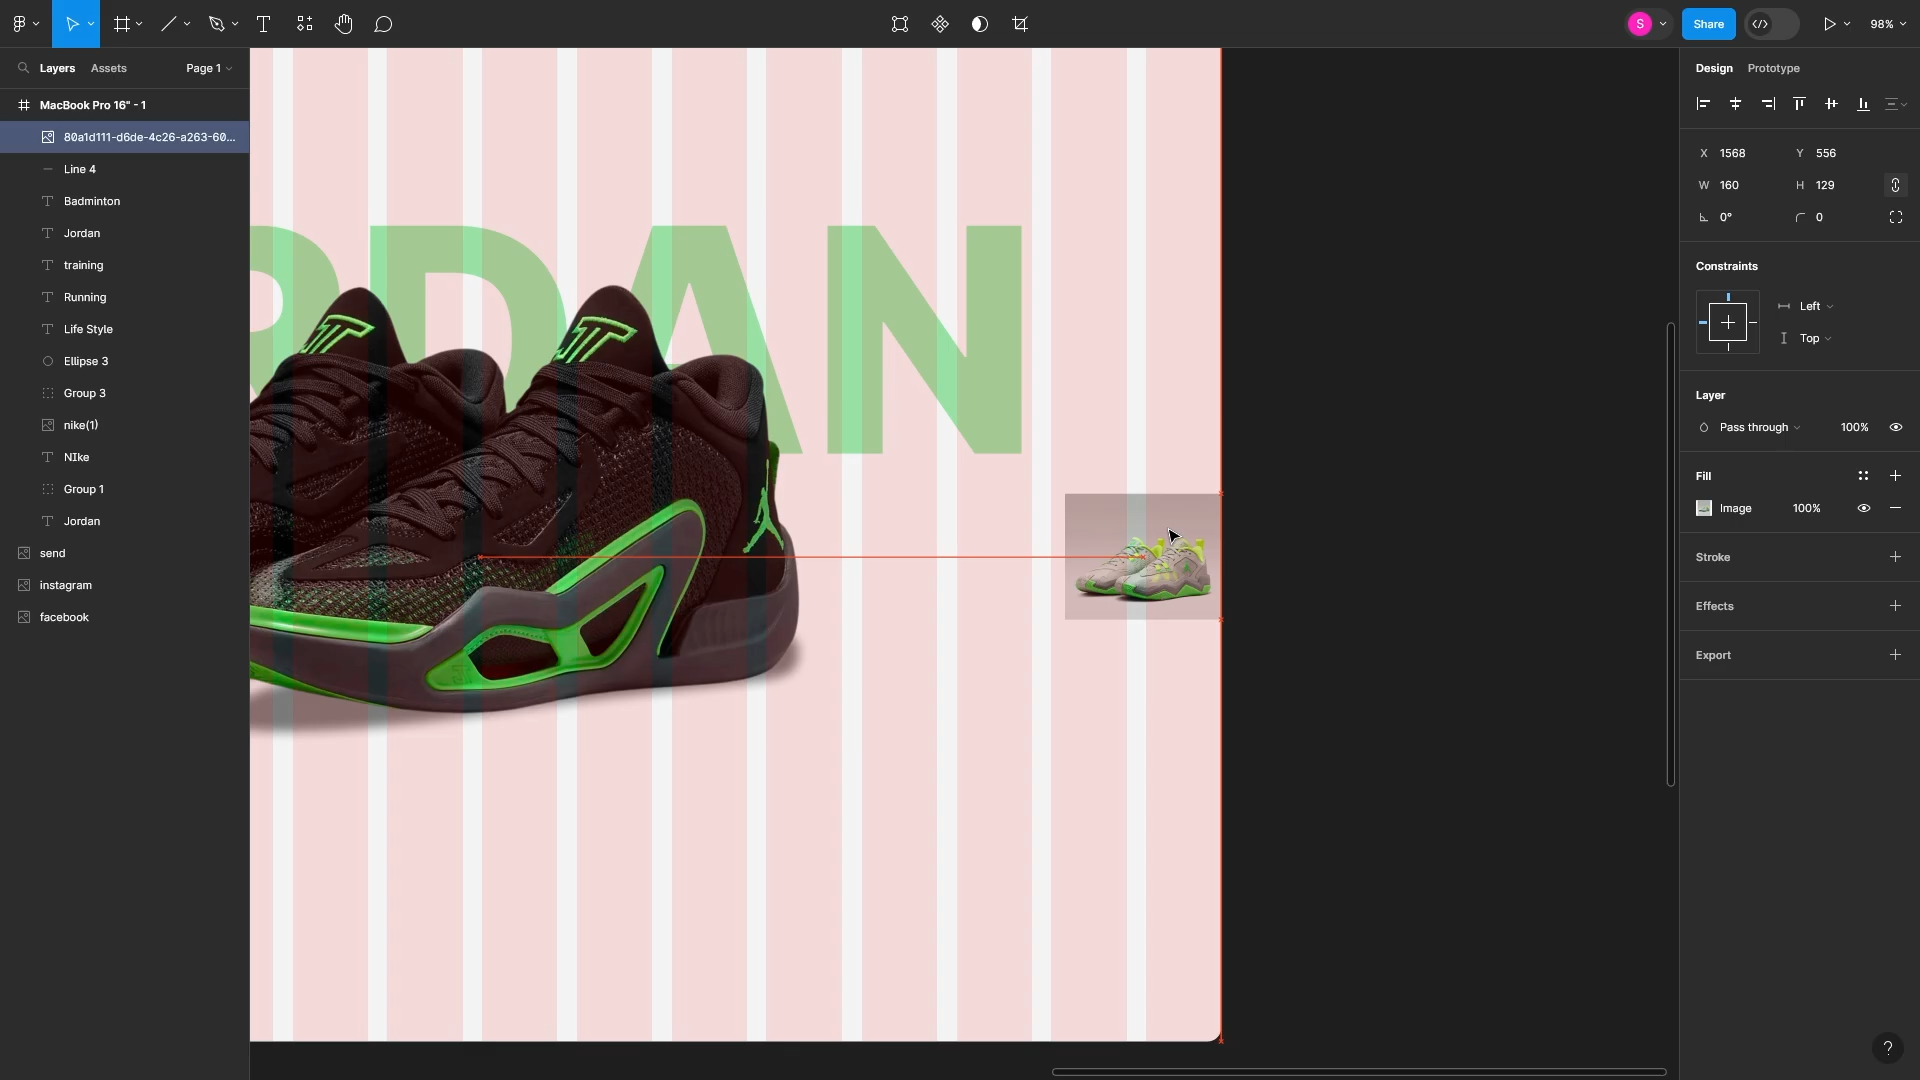 S
Share
98%
Layers
Assets
Page 1
MacBook Pro 16" - 1
80a1d111-d6de-4c26-a263-60...
Line 4
Badminton
Jordan
training
Running
Life Style
Ellipse 3
Group 3
nike(1)
NIke
Group 1
Jordan
send
instagram
facebook
RDAN
Design
Prototype
X 1568
Y 556
W 160
H 129
0°
0
Constraints
Left
Top
Layer
Pass through
100%
Fill
Image
100%
Stroke
Effects
Export
?